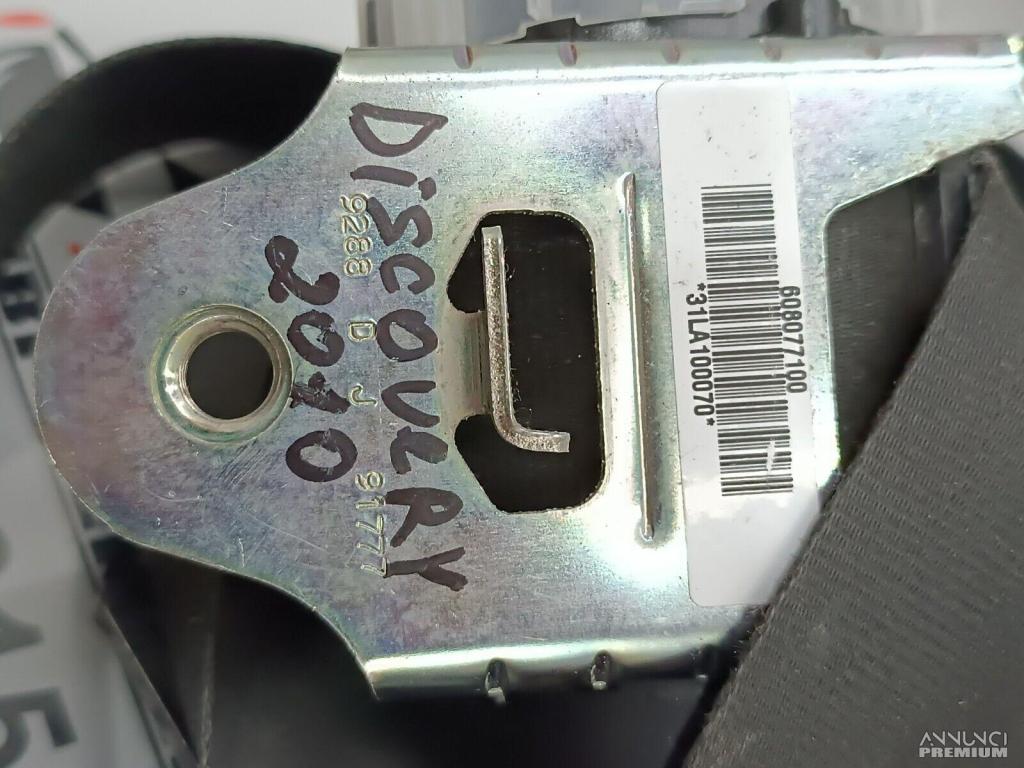 DiSCOVERY
2010
9288 D J 91777
608077100
*31LA100070*
ANNUNCI
PREMIUM